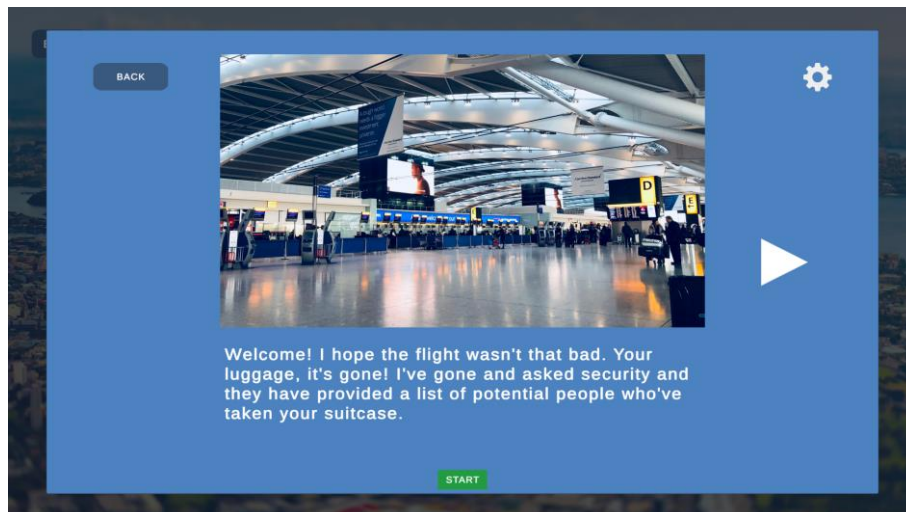 BACK
D
E
Welcome! I hope the flight wasn't that bad. Your
luggage, it's gone! I've gone and asked security and
they have provided a list of potential people who've
taken your suitcase.
START